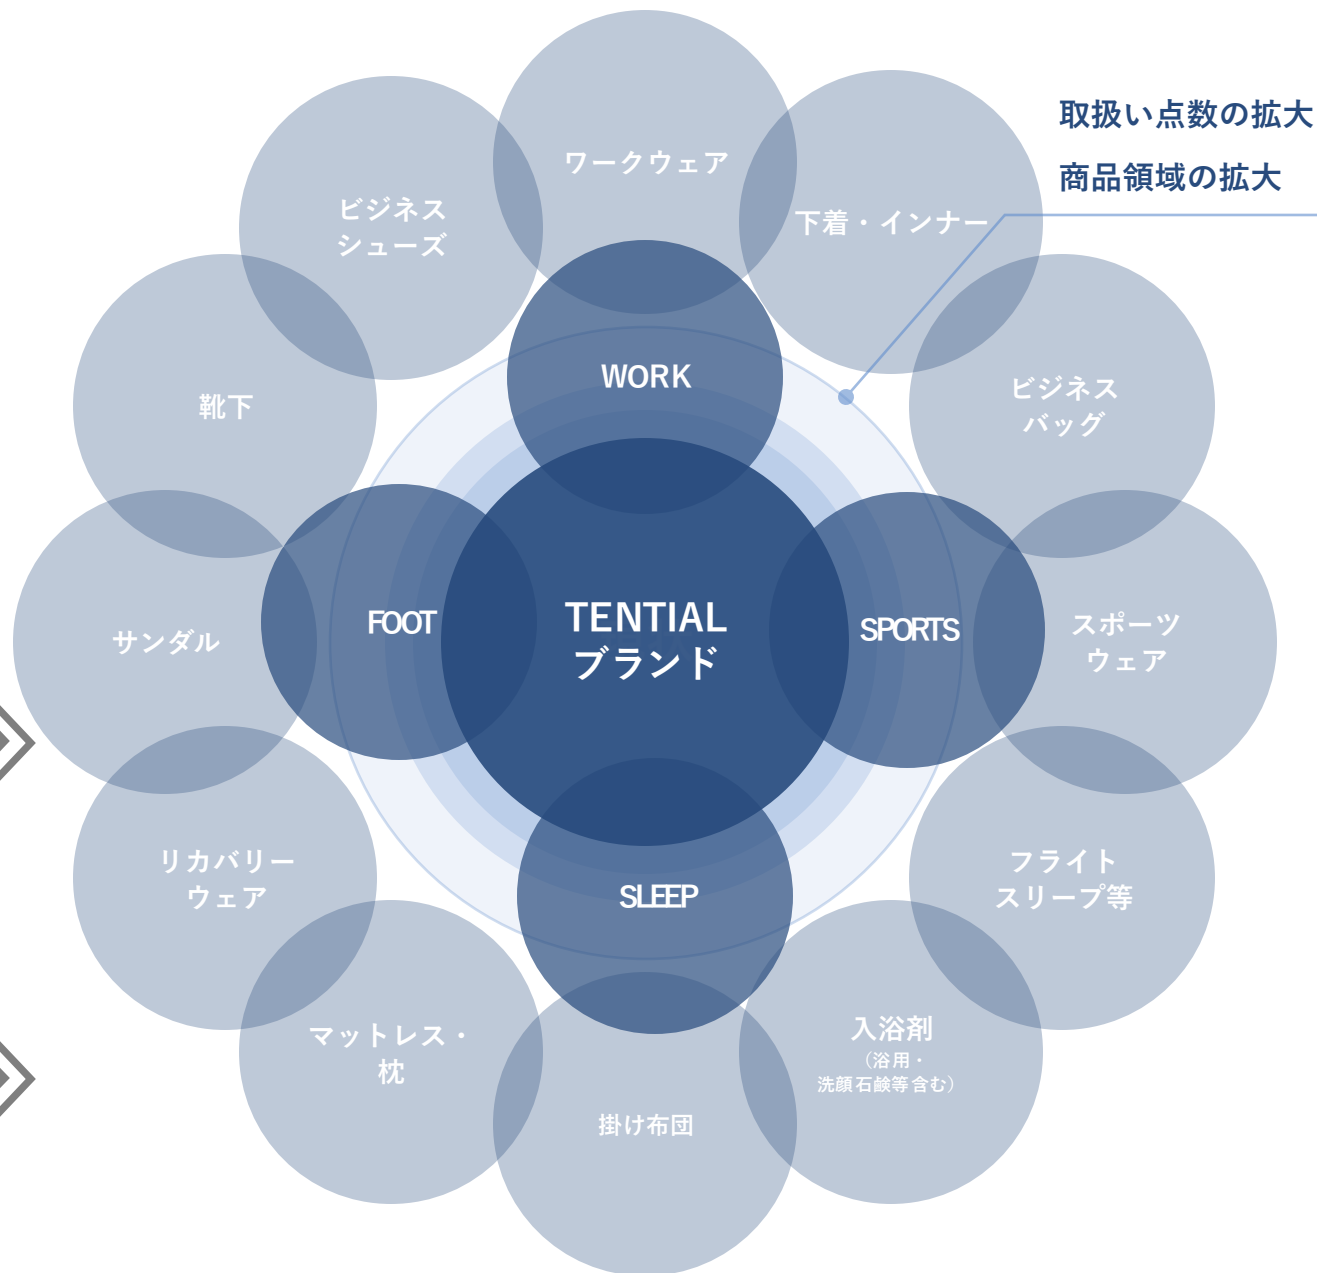 取扱い点数の拡大
商品領域の拡大
ワークウェア
下着・インナー
ビジネス
シューズ
ビジネス
バッグ
靴下
WORK
サンダル
FOOT
TENTIAL
ブランド
SPORTS
スポーツ
ウェア
リカバリー
ウェア
SLEEP
フライト
スリープ等
マットレス・
枕
掛け布団
入浴剤
（浴用・
洗顔石鹸等含む）